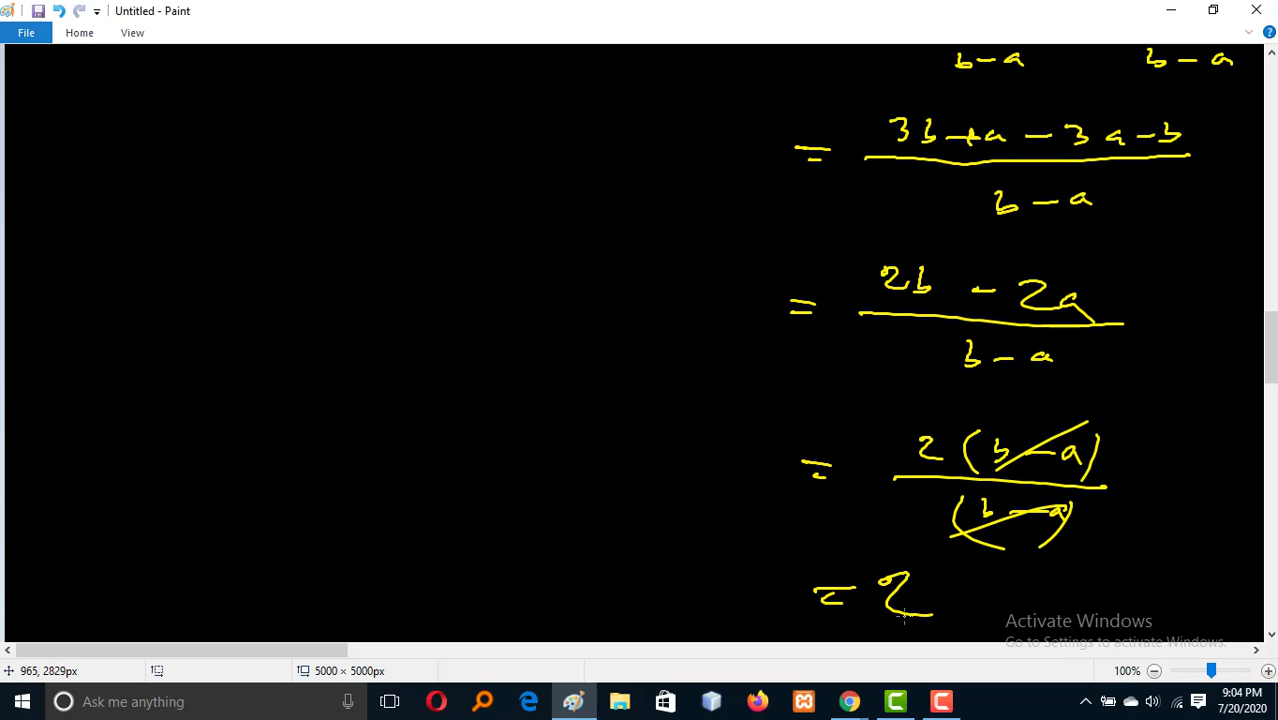 Untitled - Paint
File Home View
b-a b-a
= 3b+a-3a-b
b-a
= 2b - 2a
b-a
= 2(b-a)
(b-a)
= 2
Activate Windows
Go to Settings to activate Windows.
965, 2829px 5000 × 5000px 100%
Ask me anything
9:04 PM
7/20/2020